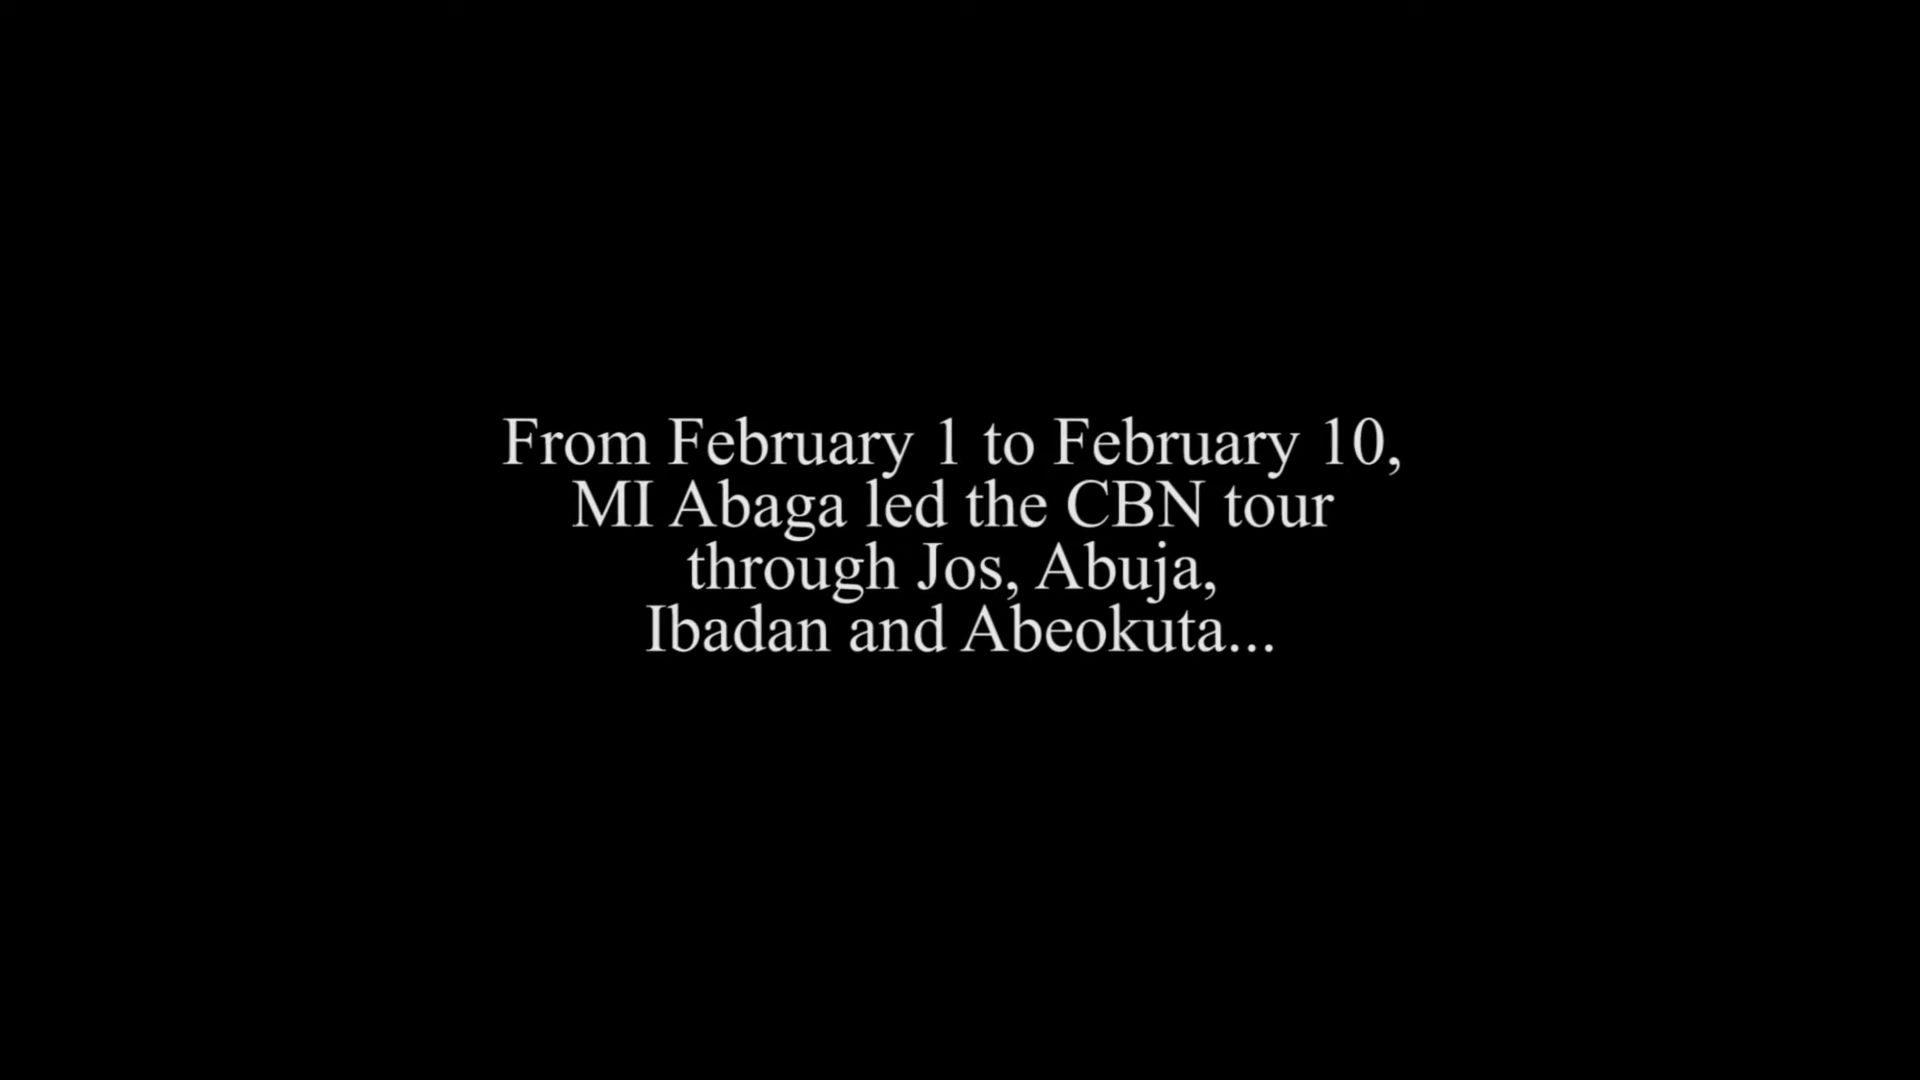 From February 1 to February 10,
MI Abaga led the CBN tour
through Jos, Abuja,
Ibadan and Abeokuta...